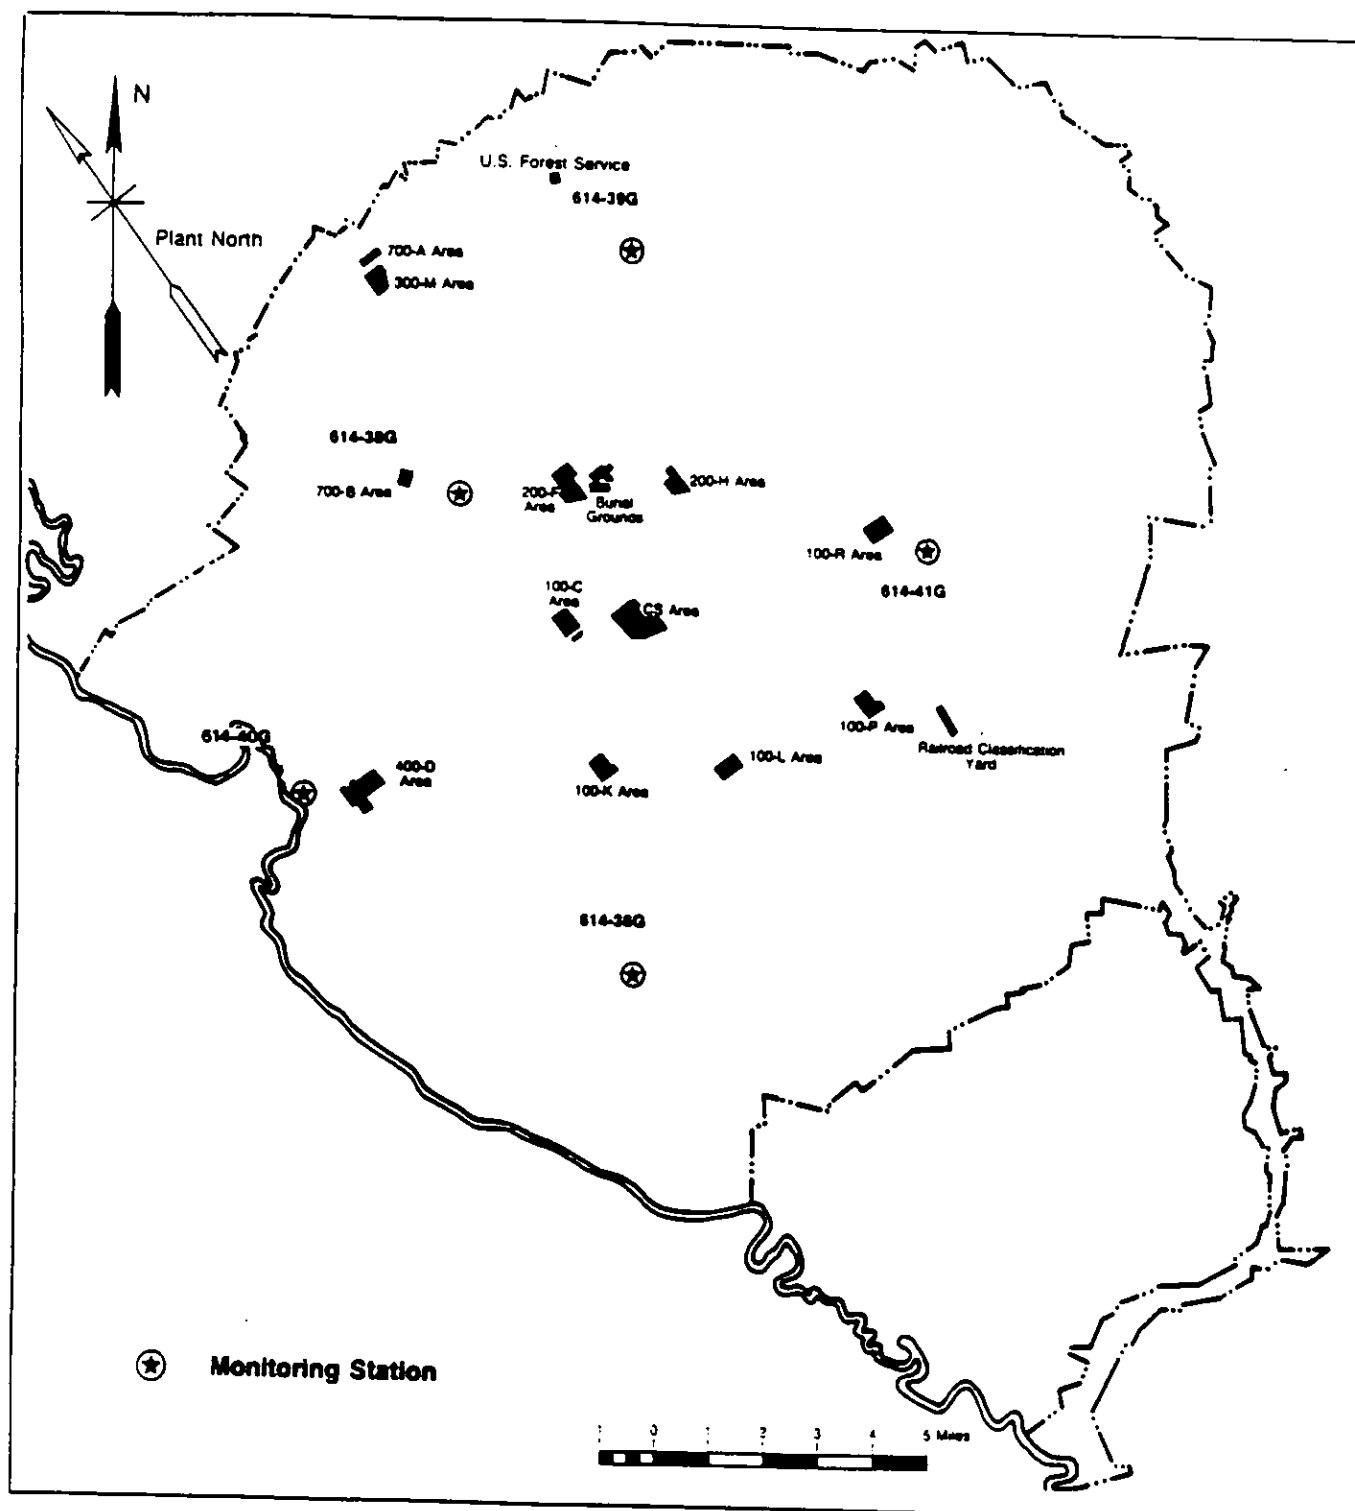 N
U.S. Forest Service
614-39G
Plant North
700-A Area
300-M Area
614-38G
700-B Area
200-F
Area
Burial
Grounds
200-H Area
100-R Area
614-41G
100-C
Area
CS Area
100-P Area
Railroad Classification
Yard
614-40G
400-D
Area
100-K Area
100-L Area
Monitoring Station
1 0 1 2 3 4 5 Miles